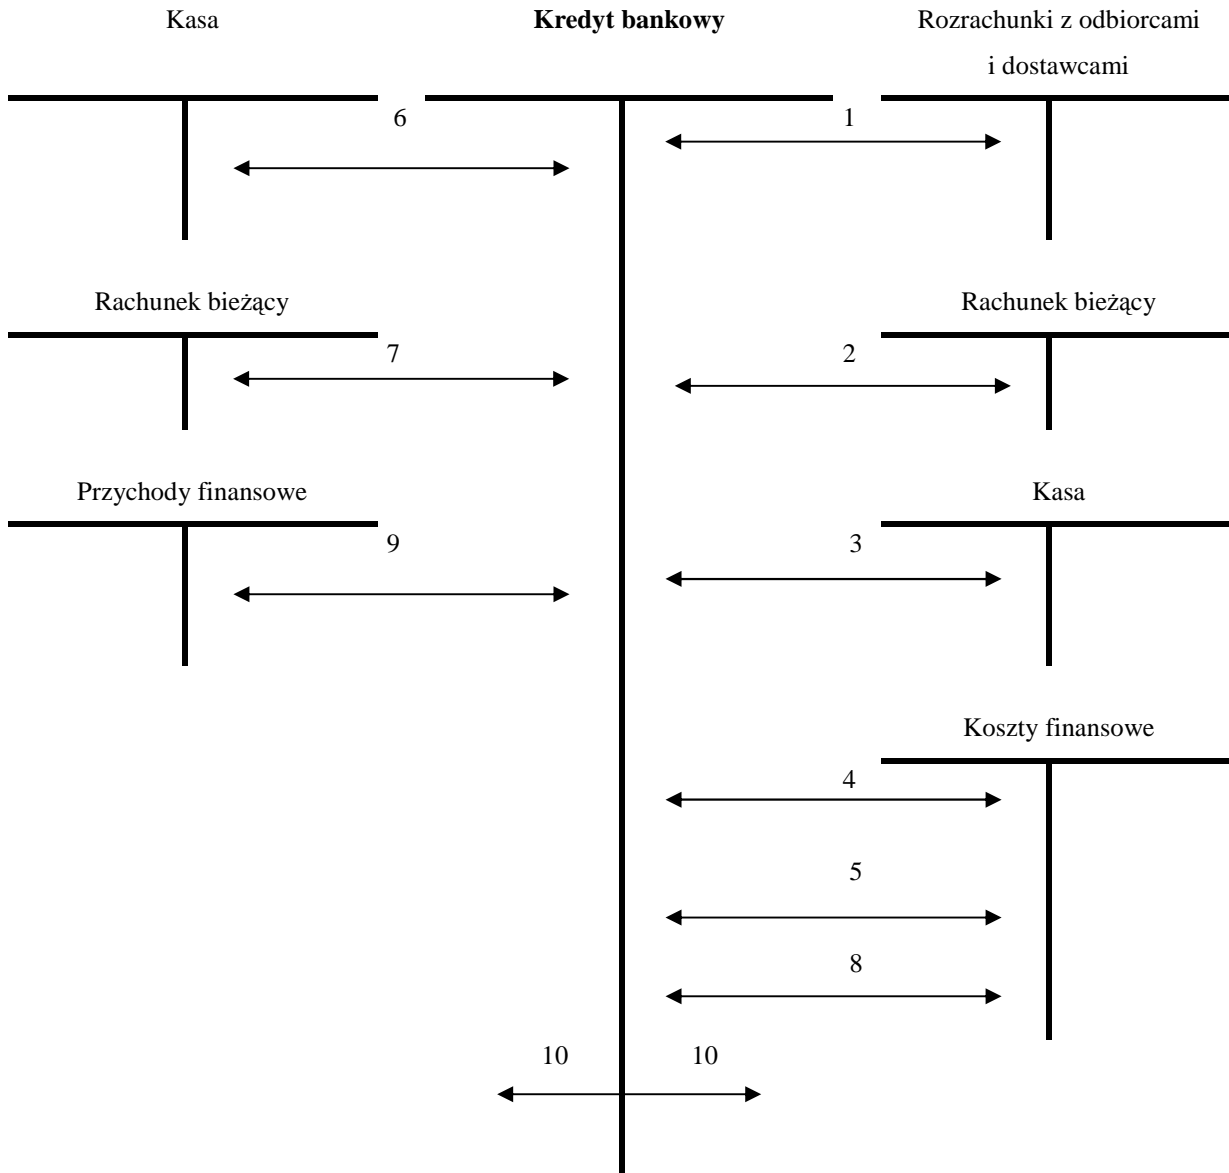 Kasa
Kredyt bankowy
Rozrachunki z odbiorcami
i dostawcami
6
1
Rachunek bieżący
Rachunek bieżący
7
2
Przychody finansowe
Kasa
9
3
Koszty finansowe
4
5
8
10
10